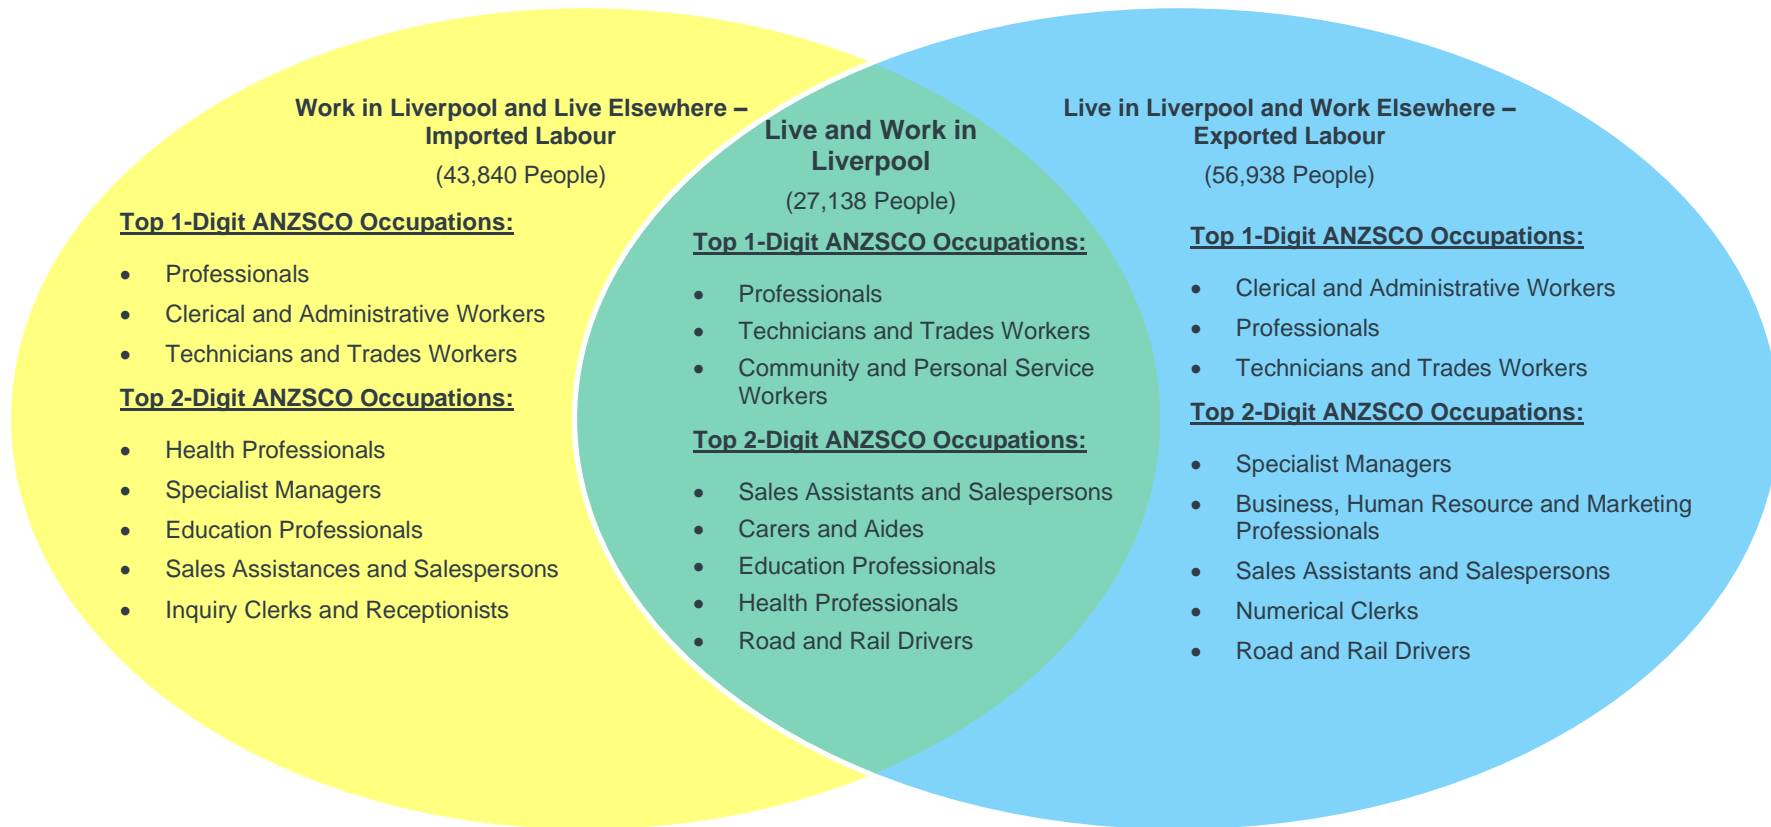 Work in Liverpool and Live Elsewhere –
Imported Labour
(43,840 People)
Top 1-Digit ANZSCO Occupations:
• Professionals
• Clerical and Administrative Workers
• Technicians and Trades Workers
Top 2-Digit ANZSCO Occupations:
• Health Professionals
• Specialist Managers
• Education Professionals
• Sales Assistances and Salespersons
• Inquiry Clerks and Receptionists
Live and Work in
Liverpool
(27,138 People)
Top 1-Digit ANZSCO Occupations:
• Professionals
• Technicians and Trades Workers
• Community and Personal Service
Workers
Top 2-Digit ANZSCO Occupations:
• Sales Assistants and Salespersons
• Carers and Aides
• Education Professionals
• Health Professionals
• Road and Rail Drivers
Live in Liverpool and Work Elsewhere –
Exported Labour
(56,938 People)
Top 1-Digit ANZSCO Occupations:
• Clerical and Administrative Workers
• Professionals
• Technicians and Trades Workers
Top 2-Digit ANZSCO Occupations:
• Specialist Managers
• Business, Human Resource and Marketing
Professionals
• Sales Assistants and Salespersons
• Numerical Clerks
• Road and Rail Drivers